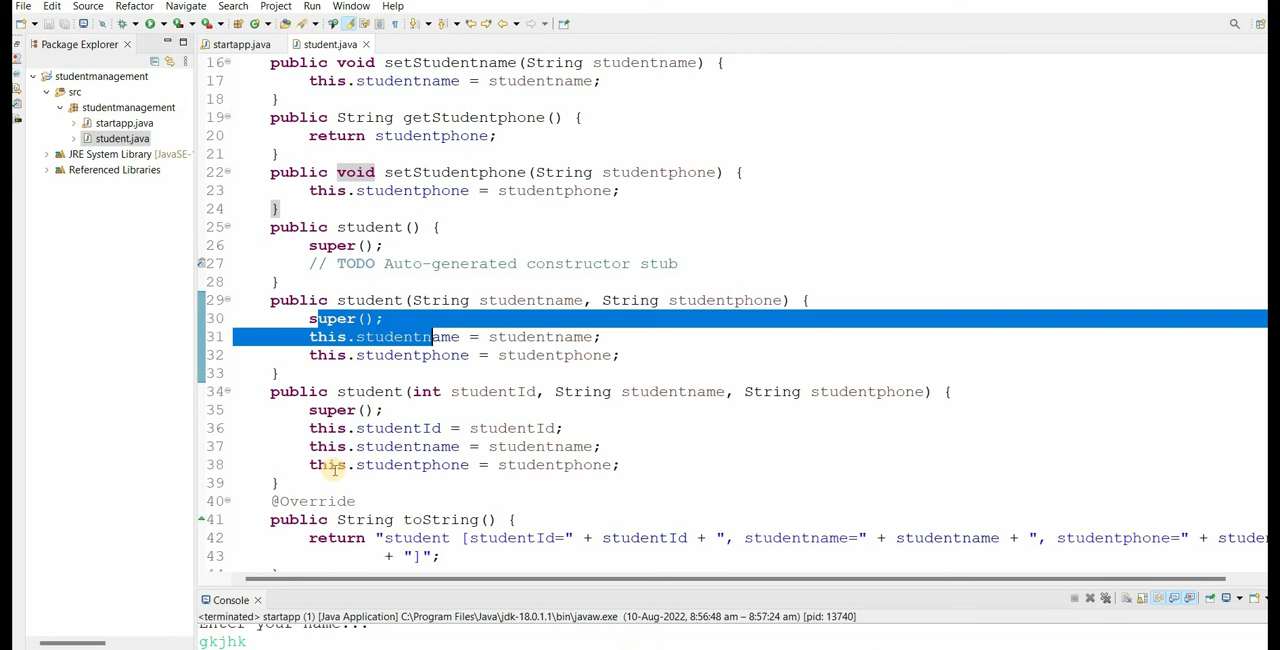 File Edit Source Refactor Navigate Search Project Run Window Help
Package Explorer
startapp.java
student.java
studentmanagement
src
studentmanagement
startapp.java
student.java
JRE System Library [JavaSE-
Referenced Libraries
16 public void setStudentname(String studentname) {
17 this.studentname = studentname;
18 }
19 public String getStudentphone() {
20 return studentphone;
21 }
22 public void setStudentphone(String studentphone) {
23 this.studentphone = studentphone;
24 }
25 public student() {
26 super();
27 // TODO Auto-generated constructor stub
28 }
29 public student(String studentname, String studentphone) {
30 super();
31 this.studentname = studentname;
32 this.studentphone = studentphone;
33 }
34 public student(int studentId, String studentname, String studentphone) {
35 super();
36 this.studentId = studentId;
37 this.studentname = studentname;
38 this.studentphone = studentphone;
39 }
40 @Override
41 public String toString() {
42 return "student [studentId=" + studentId + ", studentname=" + studentname + ", studentphone=" + stude
43 + "]";
Console
<terminated> startapp (1) [Java Application] C:\Program Files\Java\jdk-18.0.1.1\bin\javaw.exe (10-Aug-2022, 8:56:48 am – 8:57:24 am) [pid: 13740]
Enter your name...
gkjhk